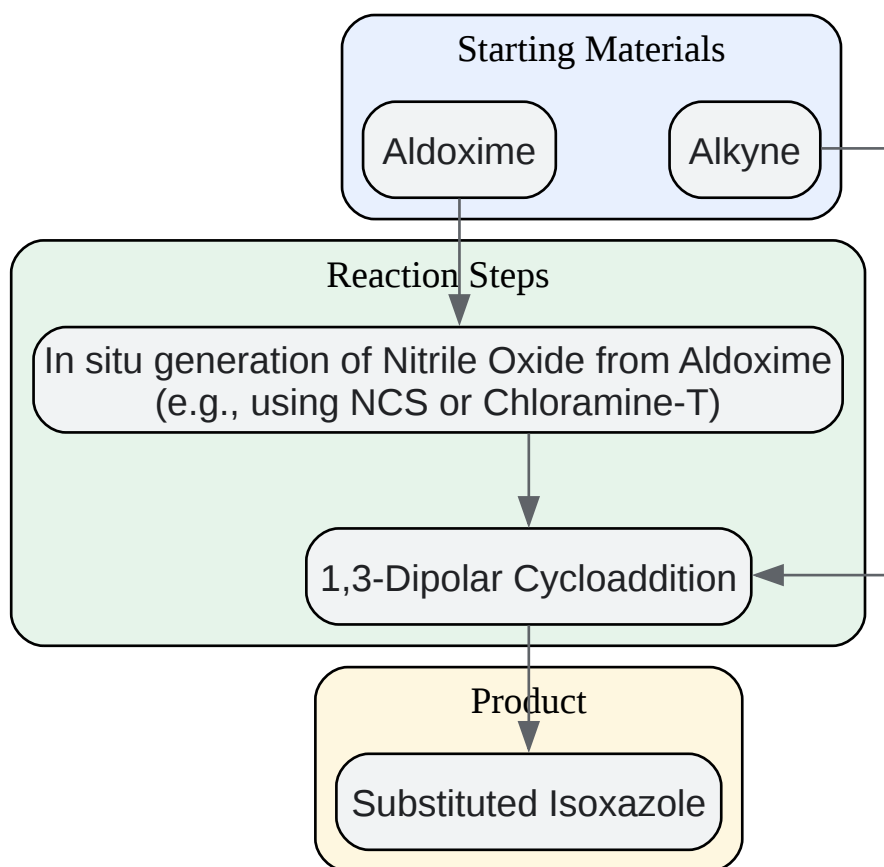 Starting Materials
Aldoxime
Alkyne
Reaction Steps
In situ generation of Nitrile Oxide from Aldoxime
(e.g., using NCS or Chloramine-T)
1,3-Dipolar Cycloaddition
Product
Substituted Isoxazole